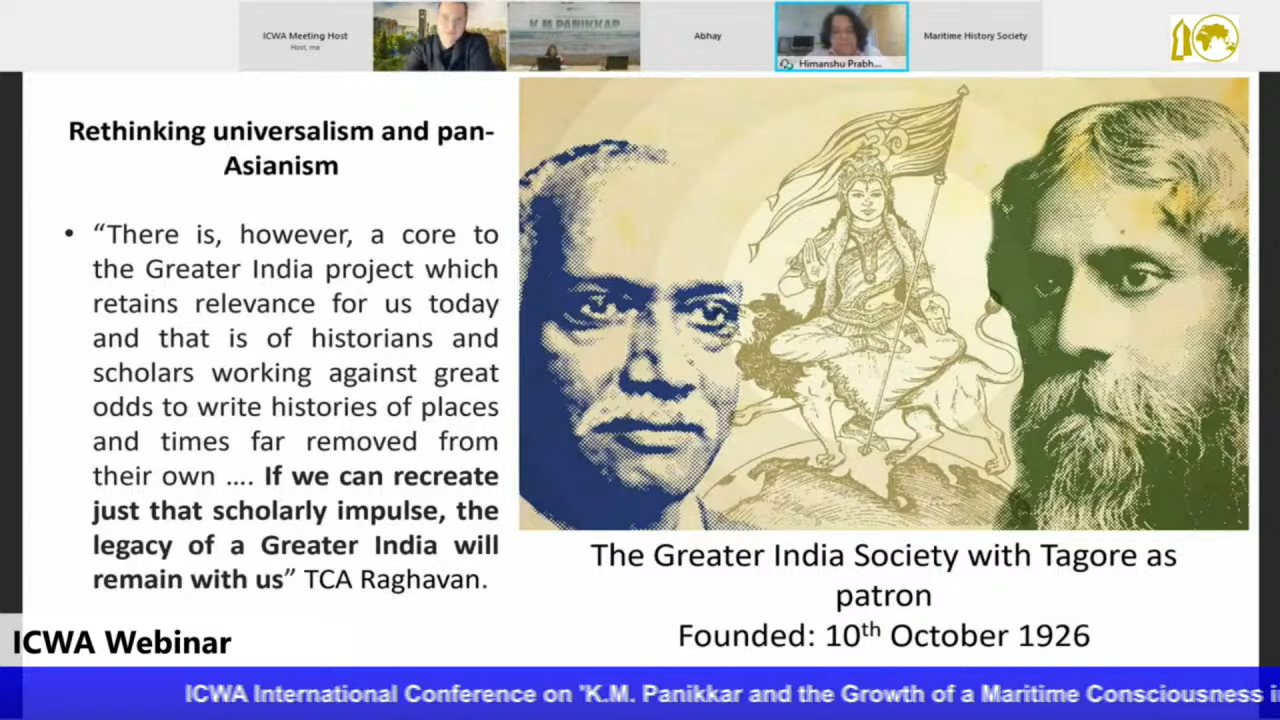 ICWA Meeting Host
Host, me
K M PANIKKAR
Abhay
Himanshu Prabh...
Maritime History Society
Rethinking universalism and pan-
Asianism
• “There is, however, a core to
the Greater India project which
retains relevance for us today
and that is of historians and
scholars working against great
odds to write histories of places
and times far removed from
their own …. If we can recreate
just that scholarly impulse, the
legacy of a Greater India will
remain with us” TCA Raghavan.
The Greater India Society with Tagore as
patron
Founded: 10th October 1926
ICWA Webinar
ICWA International Conference on 'K.M. Panikkar and the Growth of a Maritime Consciousness i